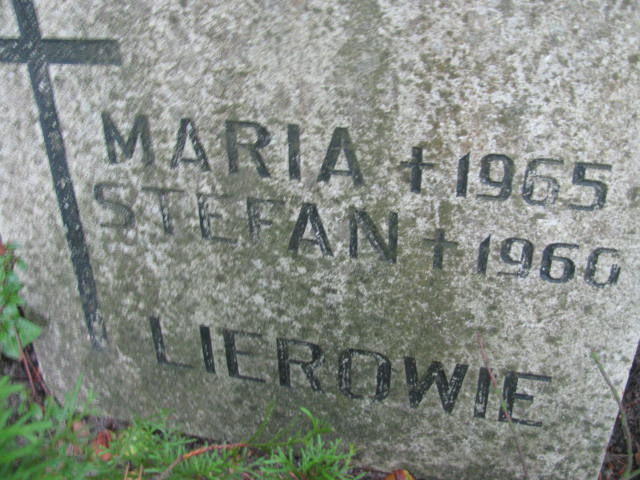 MARIA + 1965
STEFAN + 1960
LIEROWIE